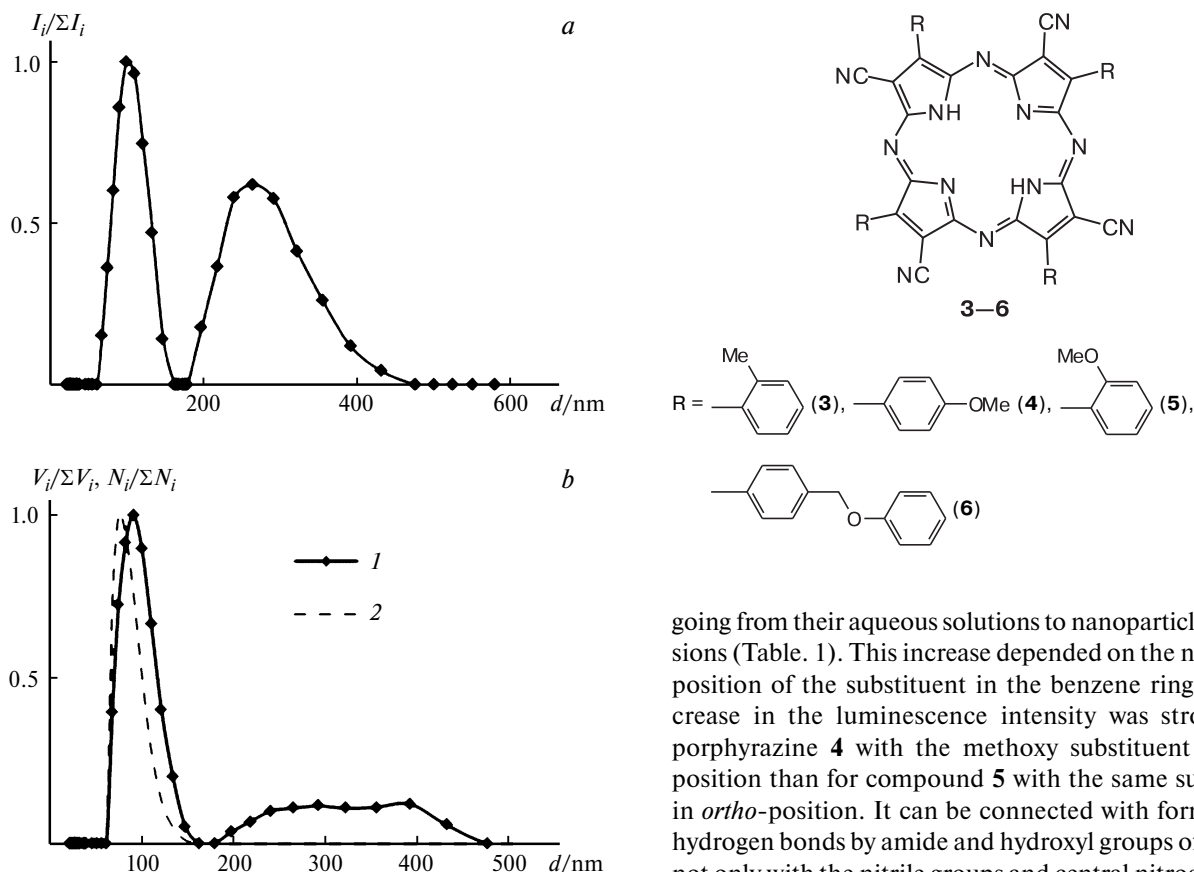 I_i/ΣI_i
a
1.0
0.5
200
400
600
d/nm
V_i/ΣV_i, N_i/ΣN_i
b
1.0
0.5
1
2
100
200
300
400
500
d/nm
R
CN
NC
N
R
NH
N
N
N
N
HN
R
N
CN
NC
R
3—6
Me
MeO
R =
(3),
OMe (4),
(5),
O
(6)
going from their aqueous solutions to nanoparticl
sions (Table. 1). This increase depended on the n
position of the substituent in the benzene ring
crease in the luminescence intensity was stro
porphyrazine 4 with the methoxy substituent
position than for compound 5 with the same su
in ortho-position. It can be connected with form
hydrogen bonds by amide and hydroxyl groups o
not only with the nitrile groups and central nitro